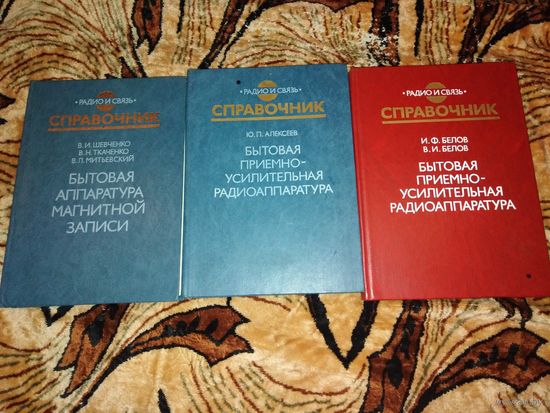 • РАДИО И СВЯЗЬ •
СПРАВОЧНИК
В. И. ШЕВЧЕНКО
В. Н. ТКАЧЕНКО
В. Л. МИТЬЕВСКИЙ
БЫТОВАЯ
АППАРАТУРА
МАГНИТНОЙ
ЗАПИСИ
• РАДИО И СВЯЗЬ •
СПРАВОЧНИК
Ю. П. АЛЕКСЕЕВ
БЫТОВАЯ
ПРИЕМНО-
УСИЛИТЕЛЬНАЯ
РАДИОАППАРАТУРА
• РАДИО И СВЯЗЬ •
СПРАВОЧНИК
И. Ф. БЕЛОВ
В. И. БЕЛОВ
БЫТОВАЯ
ПРИЕМНО-
УСИЛИТЕЛЬНАЯ
РАДИОАППАРАТУРА